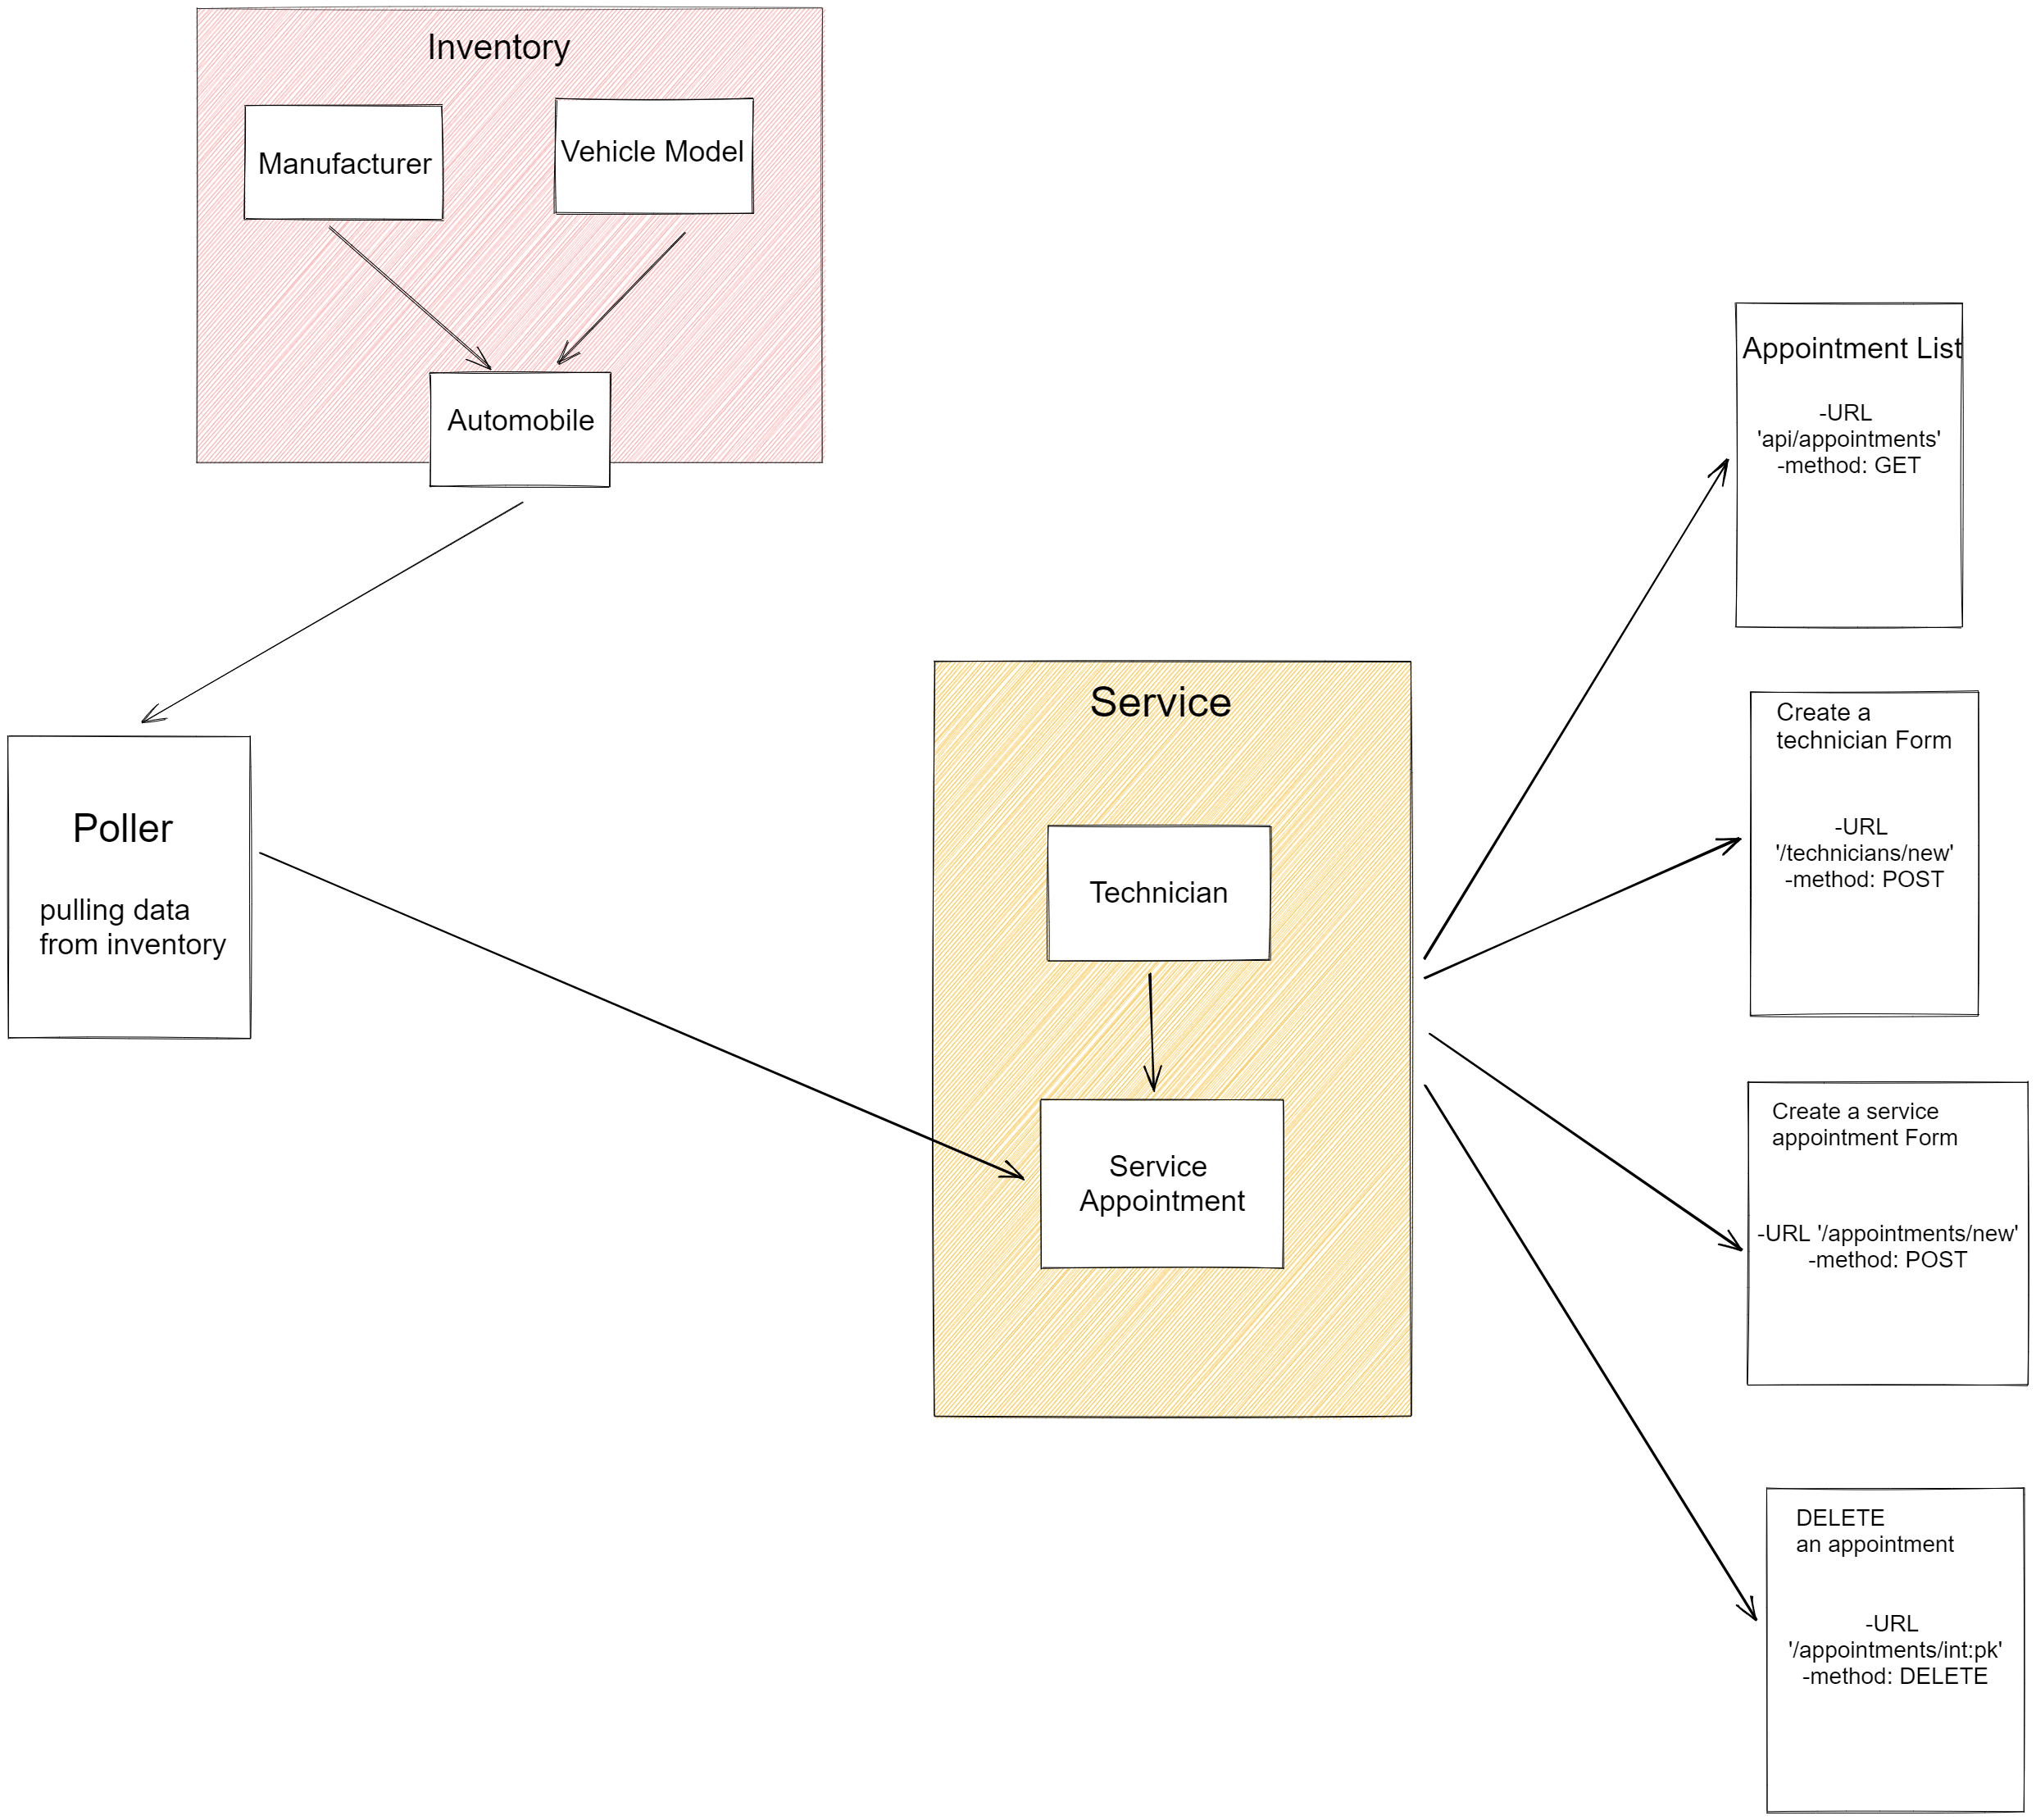 Inventory
Manufacturer
Vehicle Model
Automobile
Poller
pulling data
from inventory
Service
Technician
Service
Appointment
Appointment List
-URL
'api/appointments'
-method: GET
Create a
technician Form
-URL
'/technicians/new'
-method: POST
Create a service
appointment Form
-URL '/appointments/new'
-method: POST
DELETE
an appointment
-URL
'/appointments/int:pk'
-method: DELETE